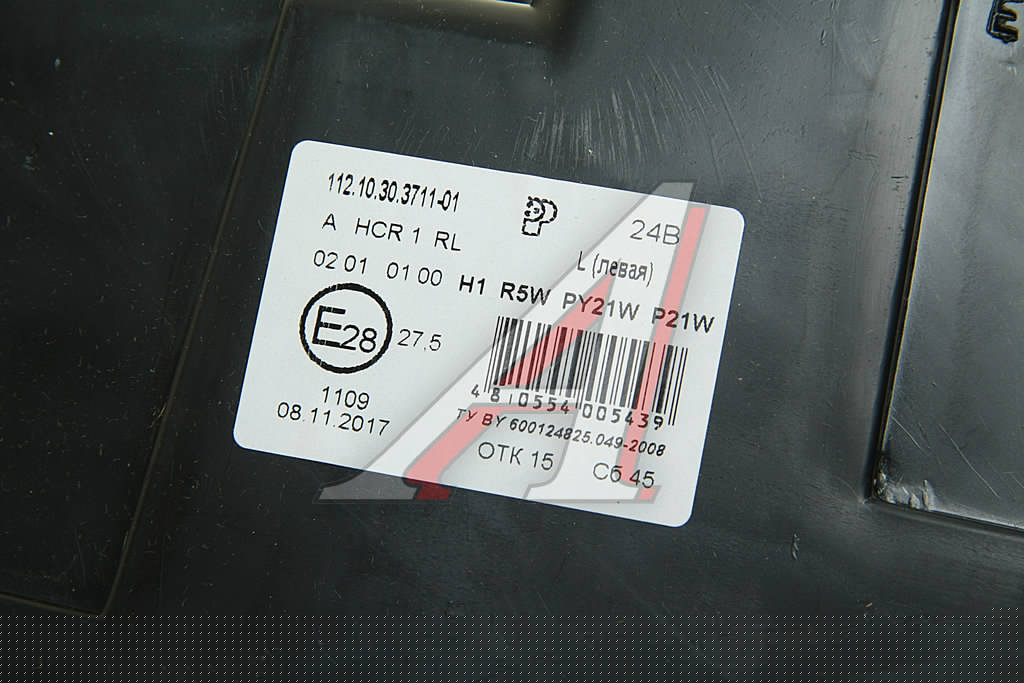 112.10.30.3711-01
24В
A HCR 1 RL
L (левая)
02 01 01 00 H1 R5W PY21W P21W
E28 27,5
4 810554 005439
1109
ТУ BY 600124825.049-2008
08.11.2017
ОТК 15 Сб 45